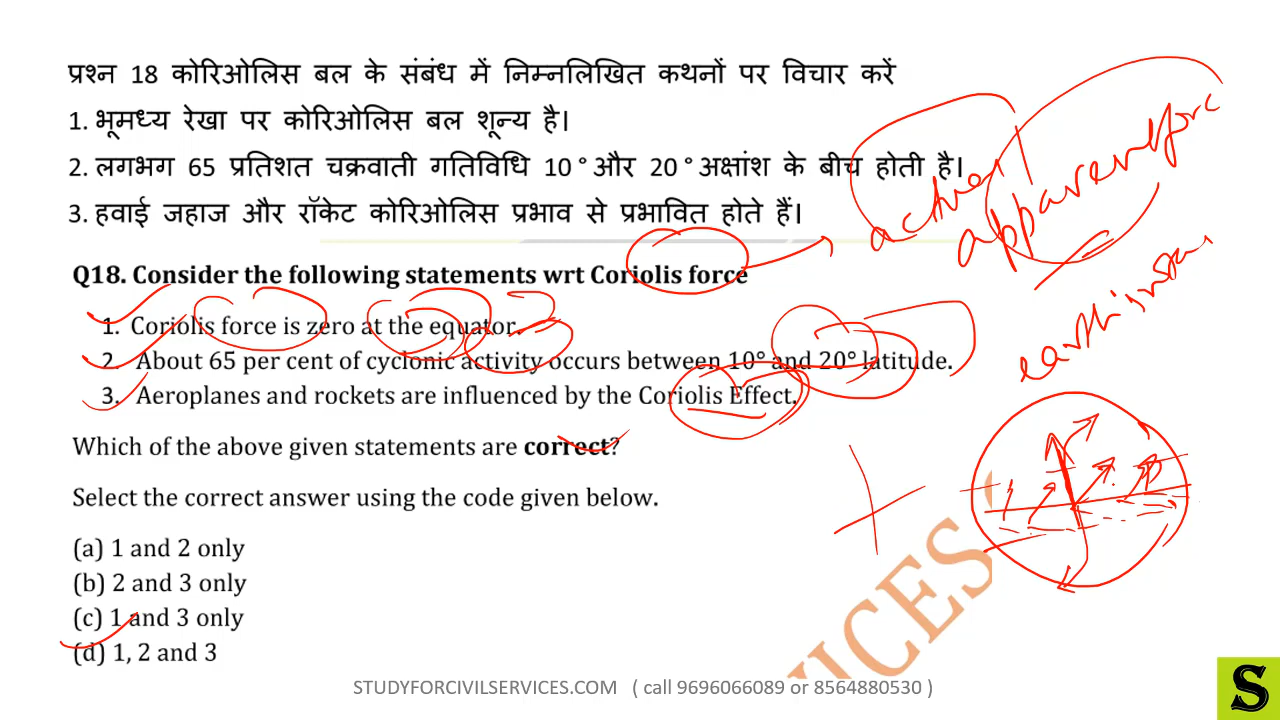 प्रश्न 18 कोरिओलिस बल के संबंध में निम्नलिखित कथनों पर विचार करें
1. भूमध्य रेखा पर कोरिओलिस बल शून्य है।
2. लगभग 65 प्रतिशत चक्रवाती गतिविधि 10 ° और 20 ° अक्षांश के बीच होती है।
3. हवाई जहाज और रॉकेट कोरिओलिस प्रभाव से प्रभावित होते हैं।
apparent
Q18. Consider the following statements wrt Coriolis force
1. Coriolis force is zero at the equator.
2. About 65 per cent of cyclonic activity occurs between 10° and 20° latitude.
3. Aeroplanes and rockets are influenced by the Coriolis Effect.
Which of the above given statements are correct?
Select the correct answer using the code given below.
(a) 1 and 2 only
(b) 2 and 3 only
(c) 1 and 3 only
(d) 1, 2 and 3
STUDYFORCIVILSERVICES.COM ( call 9696066089 or 8564880530 )
S